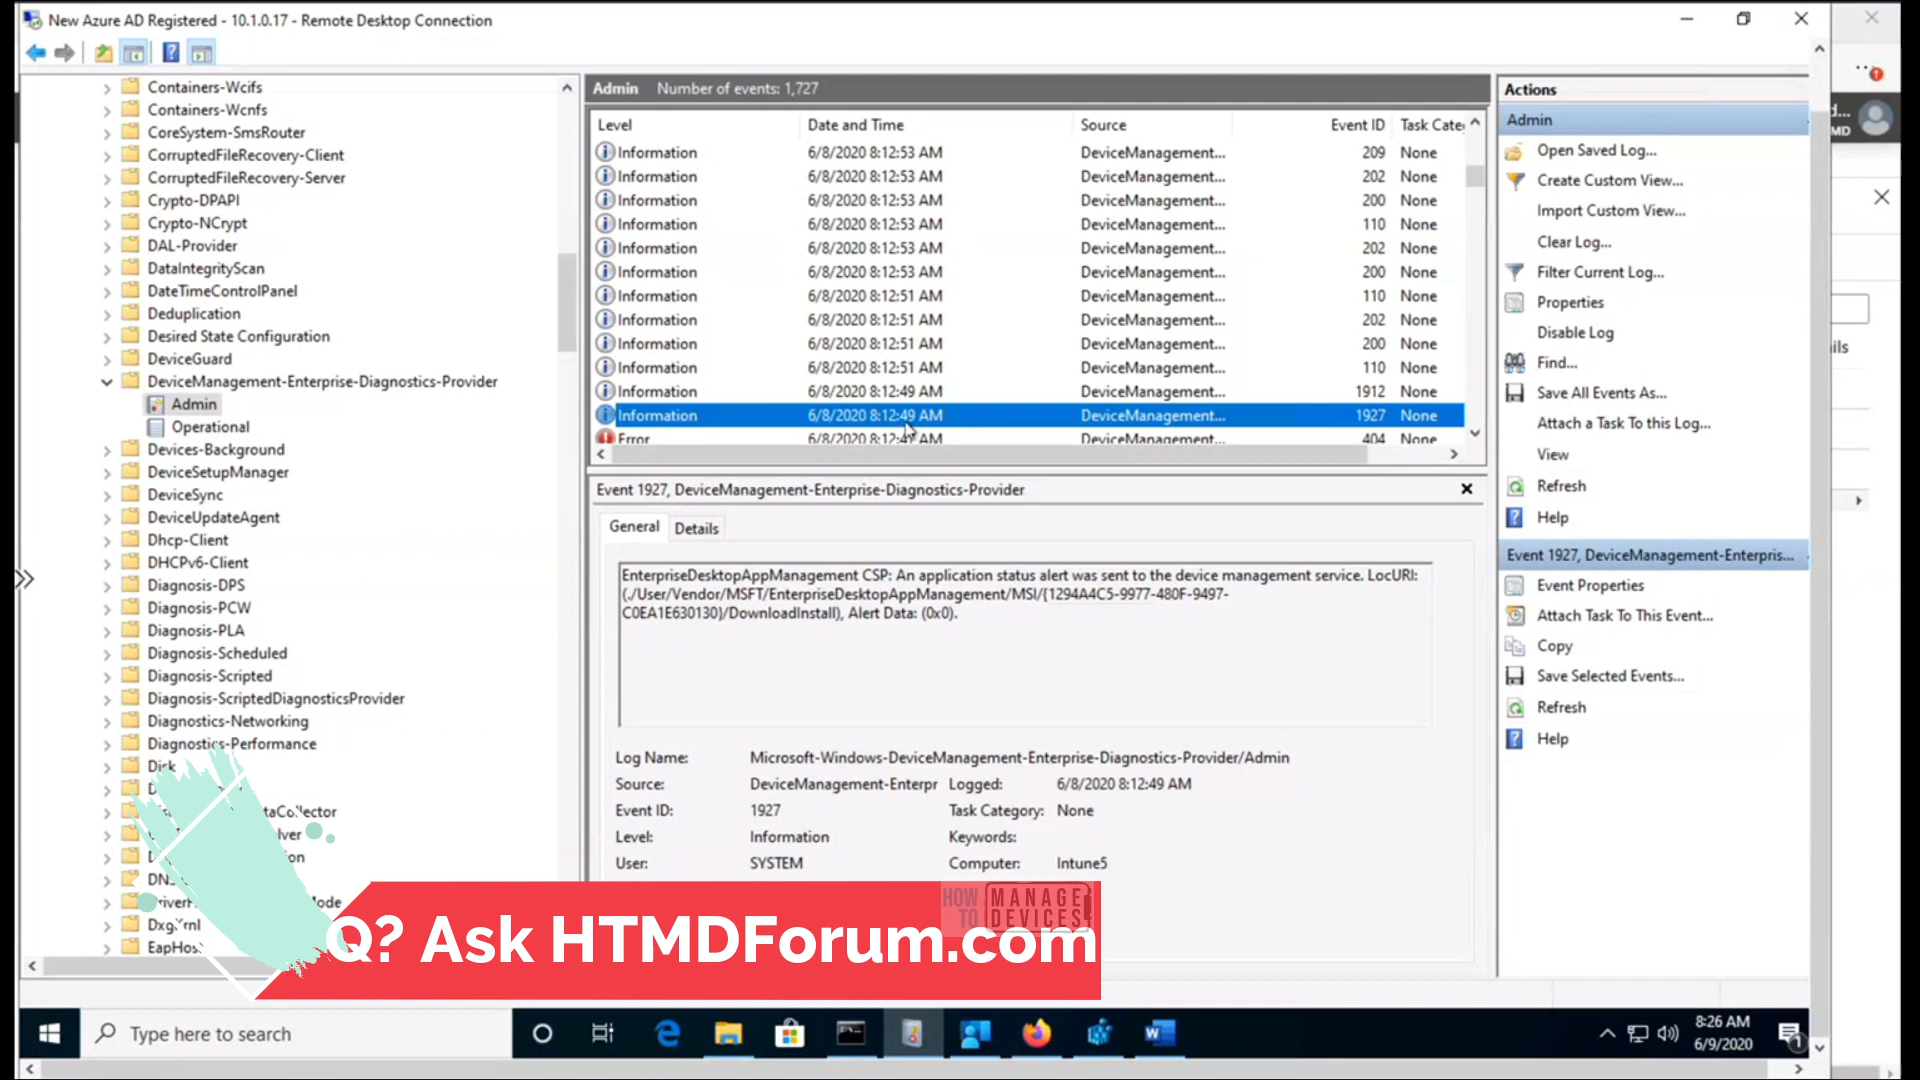 New Azure AD Registered - 10.1.0.17 - Remote Desktop Connection
Containers-Wcifs
Containers-Wcnfs
CoreSystem-SmsRouter
CorruptedFileRecovery-Client
CorruptedFileRecovery-Server
Crypto-DPAPI
Crypto-NCrypt
DAL-Provider
DataIntegrityScan
DateTimeControlPanel
Deduplication
Desired State Configuration
DeviceGuard
DeviceManagement-Enterprise-Diagnostics-Provider
Admin
Operational
Devices-Background
DeviceSetupManager
DeviceSync
DeviceUpdateAgent
Dhcp-Client
DHCPv6-Client
Diagnosis-DPS
Diagnosis-PCW
Diagnosis-PLA
Diagnosis-Scheduled
Diagnosis-Scripted
Diagnosis-ScriptedDiagnosticsProvider
Diagnostics-Networking
Diagnostics-Performance
Disk
Admin Number of events: 1,727
Level Date and Time Source Event ID Task Cate
Information 6/8/2020 8:12:53 AM DeviceManagement... 209 None
Information 6/8/2020 8:12:53 AM DeviceManagement... 202 None
Information 6/8/2020 8:12:53 AM DeviceManagement... 200 None
Information 6/8/2020 8:12:53 AM DeviceManagement... 110 None
Information 6/8/2020 8:12:53 AM DeviceManagement... 202 None
Information 6/8/2020 8:12:53 AM DeviceManagement... 200 None
Information 6/8/2020 8:12:51 AM DeviceManagement... 110 None
Information 6/8/2020 8:12:51 AM DeviceManagement... 202 None
Information 6/8/2020 8:12:51 AM DeviceManagement... 200 None
Information 6/8/2020 8:12:51 AM DeviceManagement... 110 None
Information 6/8/2020 8:12:49 AM DeviceManagement... 1912 None
Information 6/8/2020 8:12:49 AM DeviceManagement... 1927 None
Error 6/8/2020 8:12:47 AM DeviceManagement... 404 None
Event 1927, DeviceManagement-Enterprise-Diagnostics-Provider
General Details
EnterpriseDesktopAppManagement CSP: An application status alert was sent to the device management service. LocURI:
(./User/Vendor/MSFT/EnterpriseDesktopAppManagement/MSI/{1294A4C5-9977-480F-9497-
C0EA1E630130}/DownloadInstall), Alert Data: (0x0).
Log Name: Microsoft-Windows-DeviceManagement-Enterprise-Diagnostics-Provider/Admin
Source: DeviceManagement-Enterpr Logged: 6/8/2020 8:12:49 AM
Event ID: 1927 Task Category: None
Level: Information Keywords:
User: SYSTEM Computer: Intune5
Actions
Admin
Open Saved Log...
Create Custom View...
Import Custom View...
Clear Log...
Filter Current Log...
Properties
Disable Log
Find...
Save All Events As...
Attach a Task To this Log...
View
Refresh
Help
Event 1927, DeviceManagement-Enterpris...
Event Properties
Attach Task To This Event...
Copy
Save Selected Events...
Refresh
Help
d...
MD
ils
HOW TO MANAGE DEVICES
Q? Ask HTMDForum.com
DxgKrnl
EapHos
Type here to search
8:26 AM
6/9/2020
1